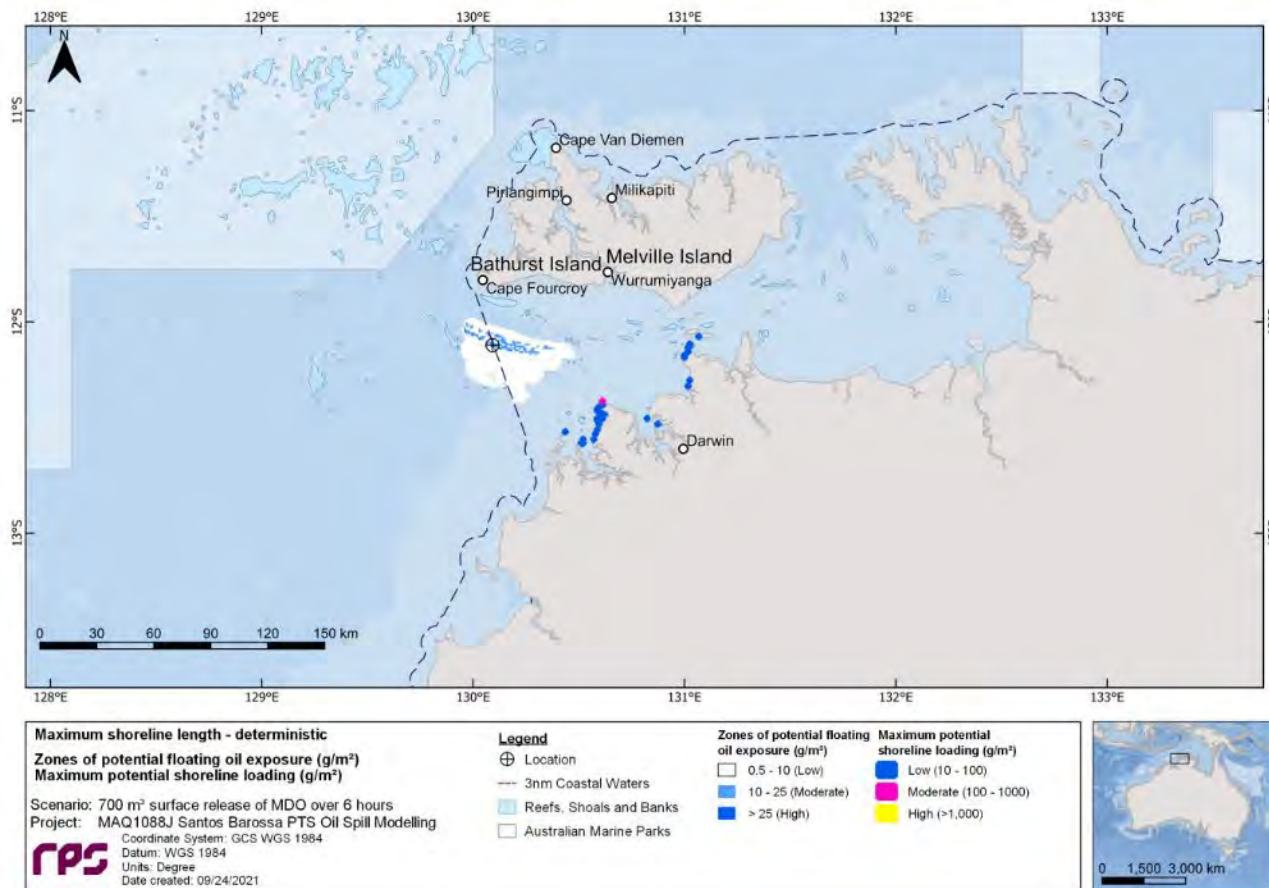 128°E 129°E 130°E 131°E 132°E 133°E
11°S
12°S
13°S
Cape Van Diemen
Pirlangimpi
Milikapiti
Bathurst Island
Melville Island
Cape Fourcroy
Wurrumiyanga
Darwin
0 30 60 90 120 150 km
128°E 129°E 130°E 131°E 132°E 133°E
Maximum shoreline length - deterministic
Zones of potential floating oil exposure (g/m²)
Maximum potential shoreline loading (g/m²)
Scenario: 700 m³ surface release of MDO over 6 hours
Project: MAQ1088J Santos Barossa PTS Oil Spill Modelling
rps
Coordinate System: GCS WGS 1984
Datum: WGS 1984
Units: Degree
Date created: 09/24/2021
Legend
Location
3nm Coastal Waters
Reefs, Shoals and Banks
Australian Marine Parks
Zones of potential floating
oil exposure (g/m²)
0.5 - 10 (Low)
10 - 25 (Moderate)
> 25 (High)
Maximum potential
shoreline loading (g/m²)
Low (10 - 100)
Moderate (100 - 1000)
High (>1,000)
0 1,500 3,000 km